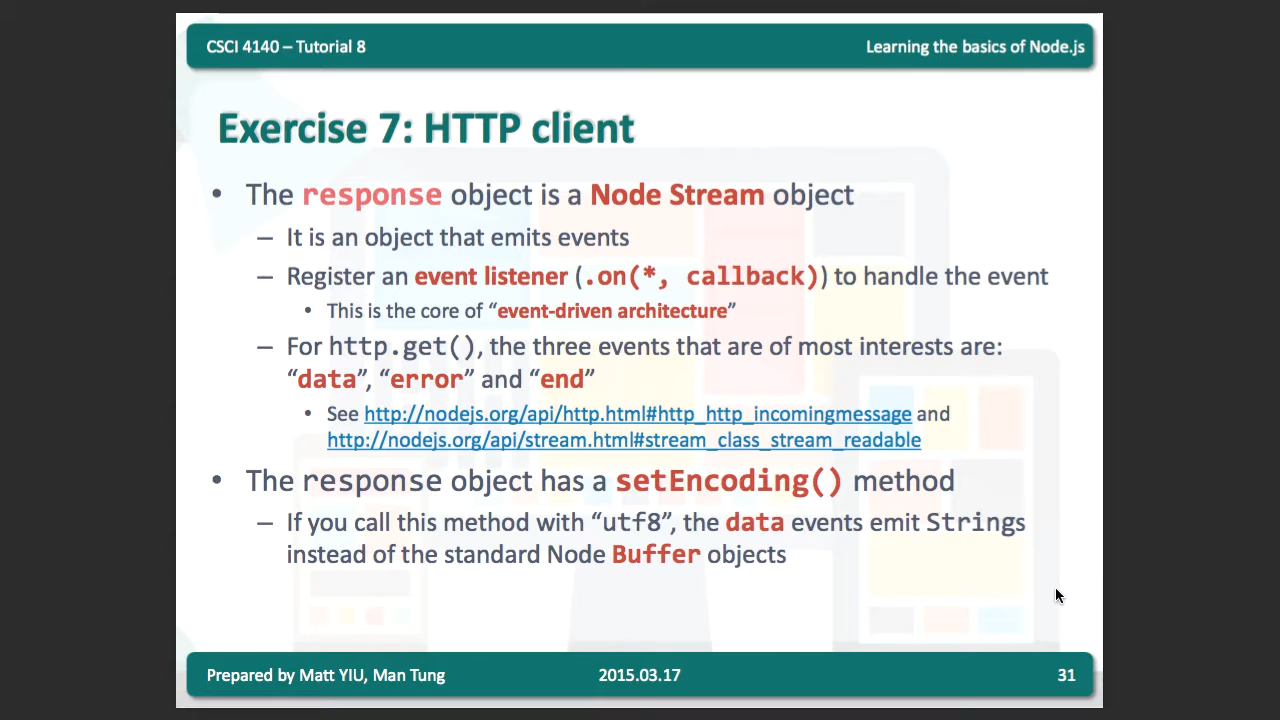 CSCI 4140 – Tutorial 8
Learning the basics of Node.js
Exercise 7: HTTP client
• The response object is a Node Stream object
– It is an object that emits events
– Register an event listener (.on(*, callback)) to handle the event
• This is the core of “event-driven architecture”
– For http.get(), the three events that are of most interests are:
“data”, “error” and “end”
• See http://nodejs.org/api/http.html#http_http_incomingmessage and
http://nodejs.org/api/stream.html#stream_class_stream_readable
• The response object has a setEncoding() method
– If you call this method with “utf8”, the data events emit Strings
instead of the standard Node Buffer objects
Prepared by Matt YIU, Man Tung
2015.03.17
31